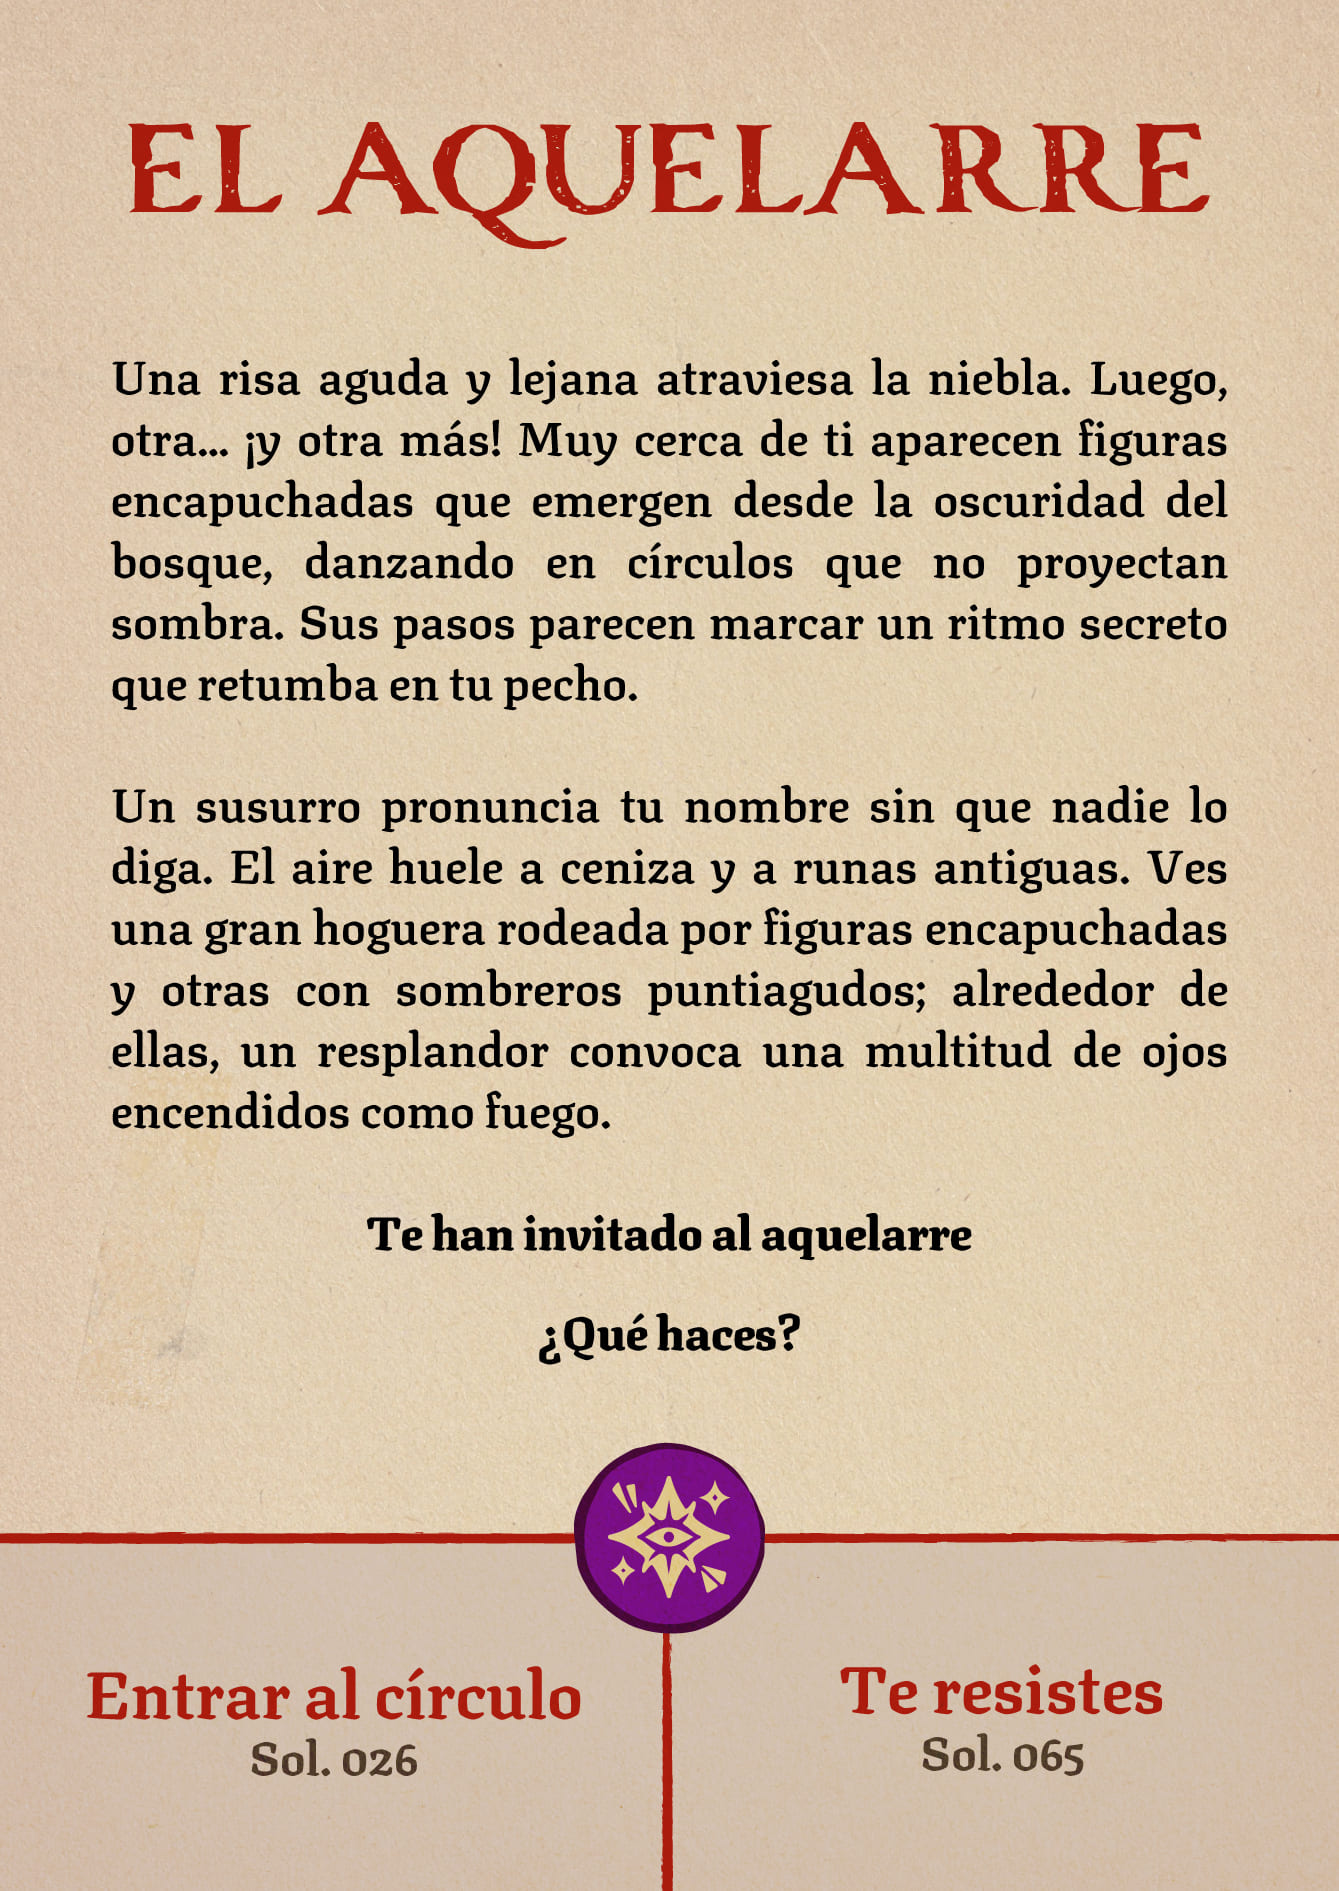 EL AQUELARRE
Una risa aguda y lejana atraviesa la niebla. Luego,
otra... ¡y otra más! Muy cerca de ti aparecen figuras
encapuchadas que emergen desde la oscuridad del
bosque, danzando en círculos que no proyectan
sombra. Sus pasos parecen marcar un ritmo secreto
que retumba en tu pecho.
Un susurro pronuncia tu nombre sin que nadie lo
diga. El aire huele a ceniza y a runas antiguas. Ves
una gran hoguera rodeada por figuras encapuchadas
y otras con sombreros puntiagudos; alrededor de
ellas, un resplandor convoca una multitud de ojos
encendidos como fuego.
Te han invitado al aquelarre
¿Qué haces?
Entrar al círculo
Sol. 026
Te resistes
Sol. 065